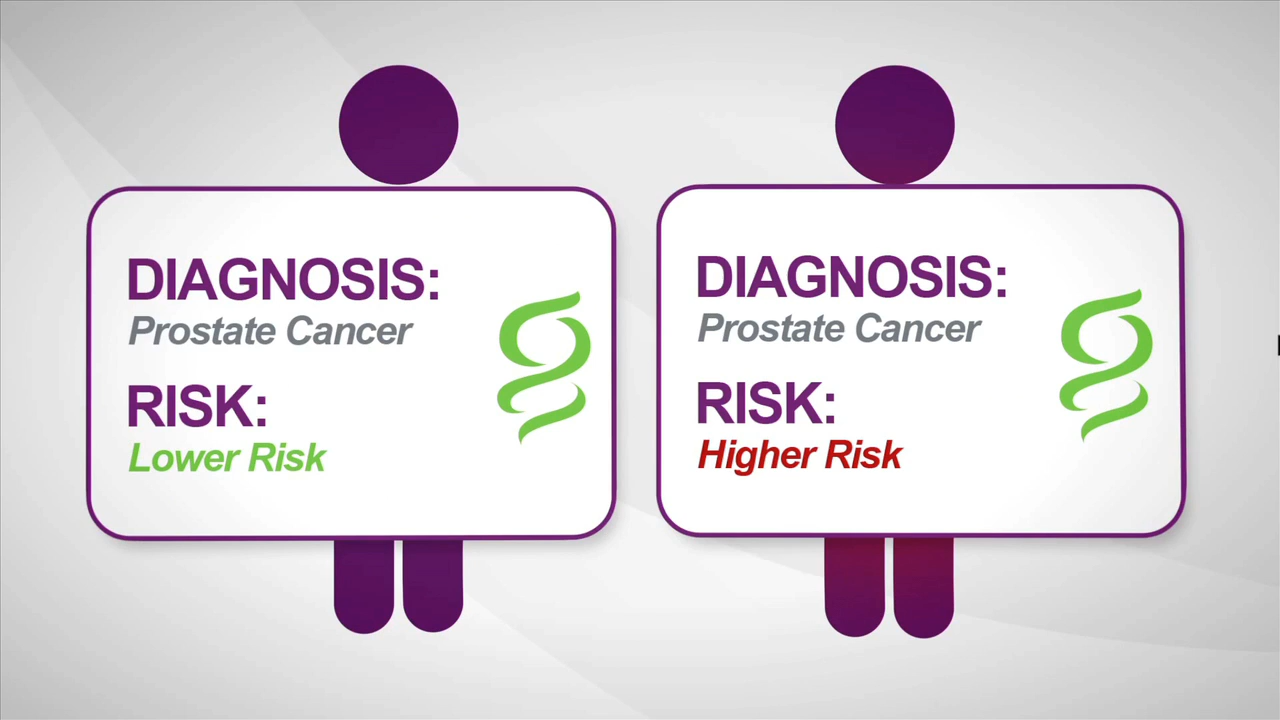 DIAGNOSIS:
Prostate Cancer
RISK:
Lower Risk
DIAGNOSIS:
Prostate Cancer
RISK:
Higher Risk